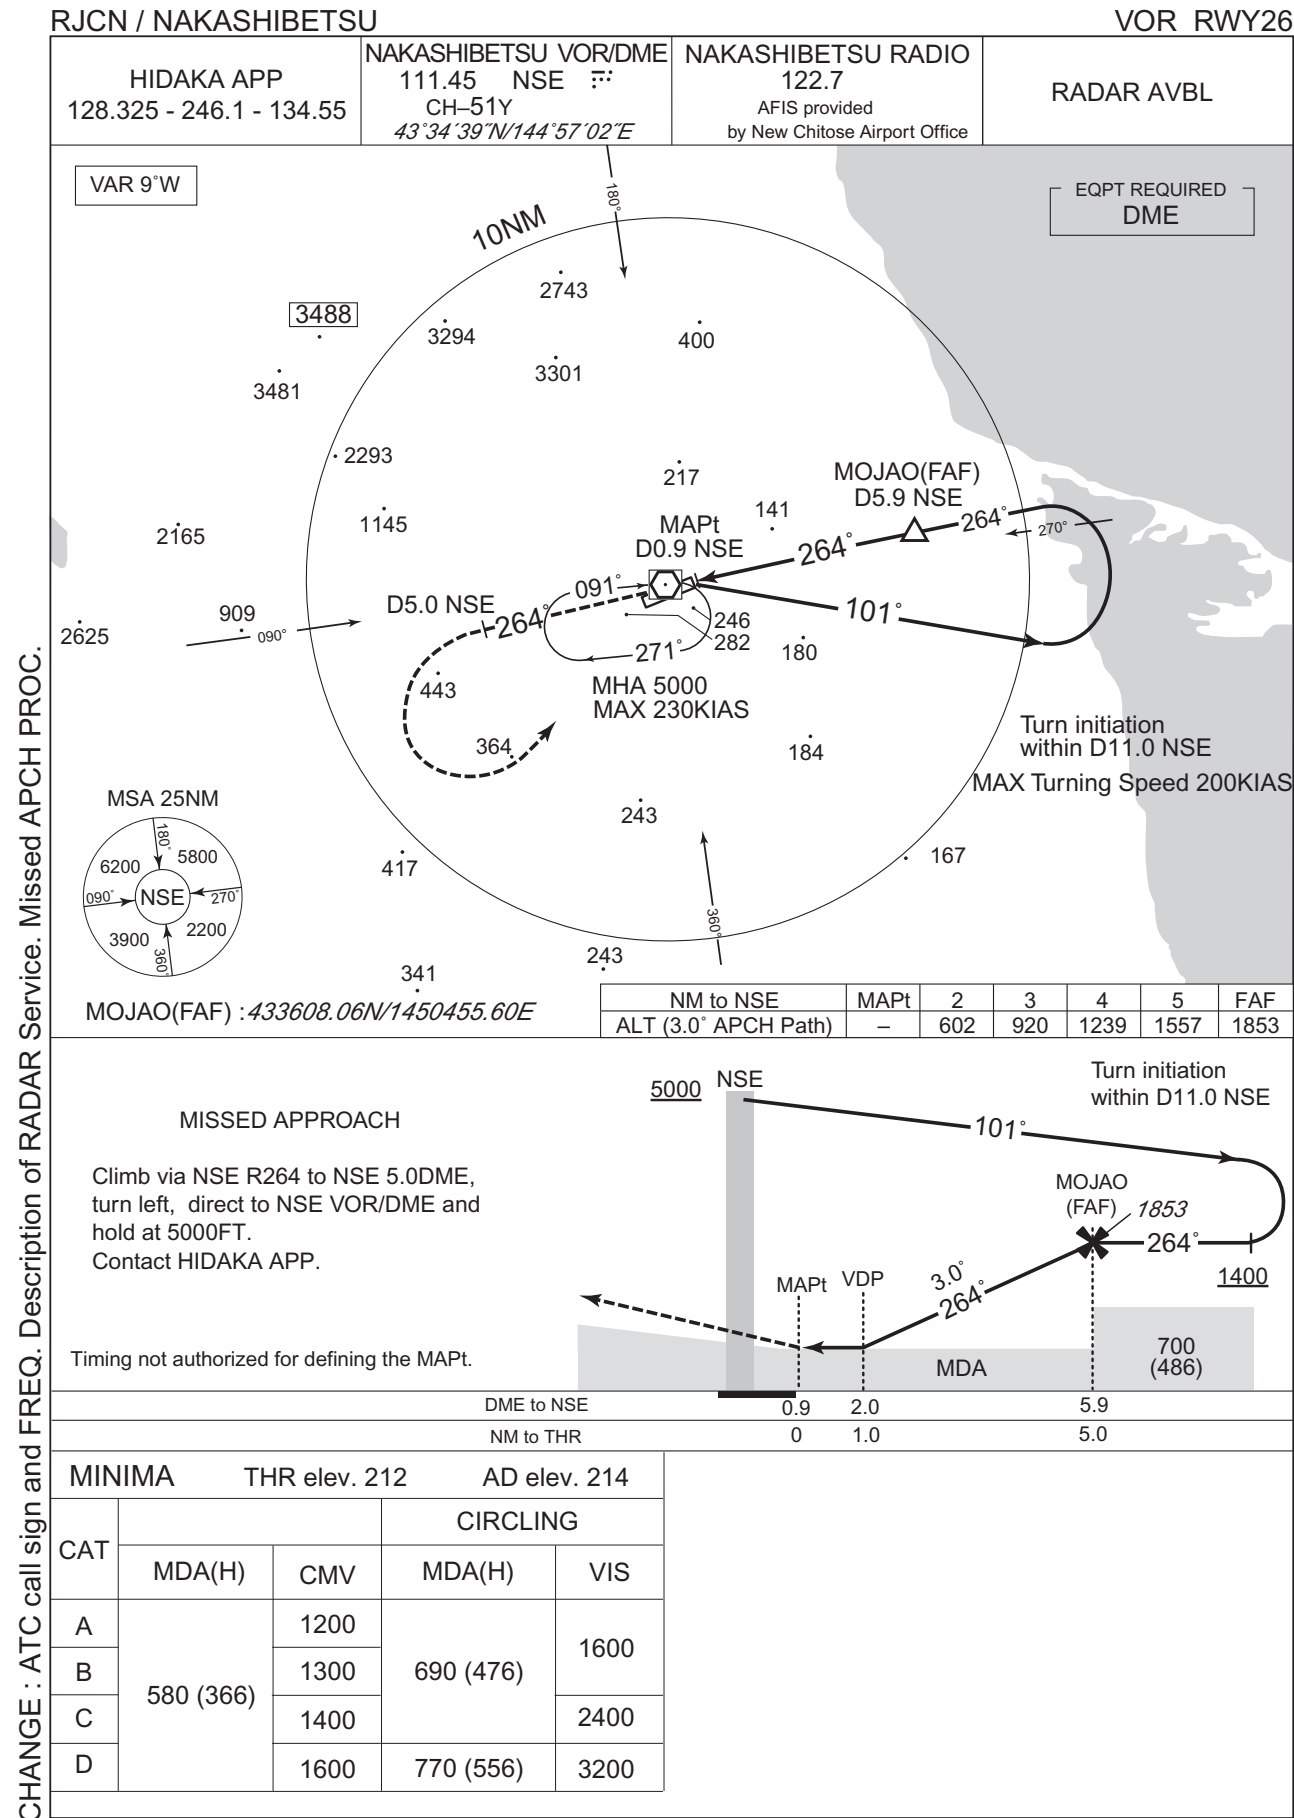 RJCN / NAKASHIBETSU
VOR RWY26
HIDAKA APP
128.325 - 246.1 - 134.55
NAKASHIBETSU VOR/DME
111.45 NSE
CH–51Y
43°34´39˝N/144°57´02˝E
NAKASHIBETSU RADIO
122.7
AFIS provided
by New Chitose Airport Office
RADAR AVBL
VAR 9°W
EQPT REQUIRED
DME
10NM
180°
2743
3488
3294
400
3301
3481
2293
217
MOJAO(FAF)
D5.9 NSE
141
1145
2165
MAPt
D0.9 NSE
264°
264°
270°
091°
D5.0 NSE
264°
909
2625
090°
101°
246
282
271°
180
443
MHA 5000
MAX 230KIAS
364
184
Turn initiation
within D11.0 NSE
MAX Turning Speed 200KIAS
243
417
167
360°
243
341
MSA 25NM
180°
6200
5800
090°
NSE
270°
3900
2200
360°
MOJAO(FAF) : 433608.06N/1450455.60E
NM to NSE MAPt 2 3 4 5 FAF
ALT (3.0° APCH Path) – 602 920 1239 1557 1853
MISSED APPROACH
Climb via NSE R264 to NSE 5.0DME,
turn left, direct to NSE VOR/DME and
hold at 5000FT.
Contact HIDAKA APP.
Timing not authorized for defining the MAPt.
5000
NSE
Turn initiation
within D11.0 NSE
101°
MOJAO
(FAF)
1853
264°
1400
3.0°
264°
MAPt
VDP
MDA
700
(486)
DME to NSE 0.9 2.0 5.9
NM to THR 0 1.0 5.0
MINIMA THR elev. 212 AD elev. 214
CAT
CIRCLING
MDA(H) CMV MDA(H) VIS
A 1200
B 1300
C 1400
D 1600
580 (366)
690 (476)
770 (556)
1600
2400
3200
CHANGE : ATC call sign and FREQ. Description of RADAR Service. Missed APCH PROC.